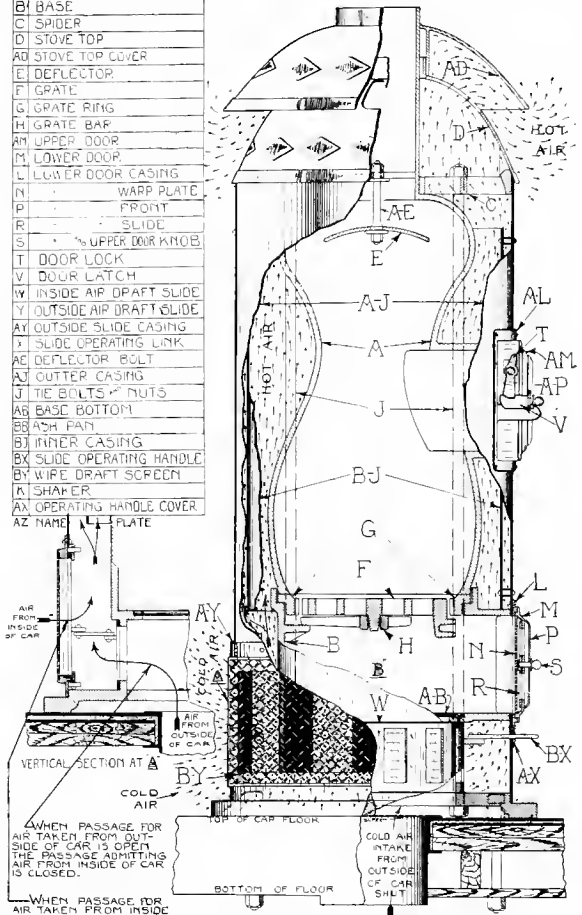 B BASE
C SPIDER
D STOVE TOP
AD STOVE TOP COVER
E DEFLECTOR
F GRATE
G GRATE RING
H GRATE BAR
AM UPPER DOOR
M LOWER DOOR
L LOWER DOOR CASING
N " " WARP PLATE
P " " FRONT
R " " SLIDE
S " & UPPER DOOR KNOB
T DOOR LOCK
V DOOR LATCH
W INSIDE AIR DRAFT SLIDE
Y OUTSIDE AIR DRAFT SLIDE
AY OUTSIDE SLIDE CASING
SLIDE OPERATING LINK
AE DEFLECTOR BOLT
AJ OUTTER CASING
J TIE BOLTS & NUTS
AB BASE BOTTOM
BB ASH PAN
BJ INNER CASING
BX SLIDE OPERATING HANDLE
BY WIRE DRAFT SCREEN
K SHAKER
AX OPERATING HANDLE COVER
AZ NAME PLATE
AD
D
HOT
AIR
C
AE
E
AJ
HOT AIR
A
J
AL
T
AM
AP
V
B-J
G
F
L
M
P
S
N
R
H
B
B
W
AB
BX
AX
AY
COLD AIR
A
BY
AIR
FROM
INSIDE
OF CAR
AIR
FROM
OUTSIDE
OF CAR
VERTICAL SECTION AT A
COLD
AIR
WHEN PASSAGE FOR
AIR TAKEN FROM OUT-
SIDE OF CAR IS OPEN
THE PASSAGE ADMITTING
AIR FROM INSIDE OF CAR
IS CLOSED.
WHEN PASSAGE FOR
AIR TAKEN FROM INSIDE
TOP OF CAR FLOOR
BOTTOM OF FLOOR
COLD AIR
INTAKE
FROM
OUTSIDE
OF CAR
SHUT